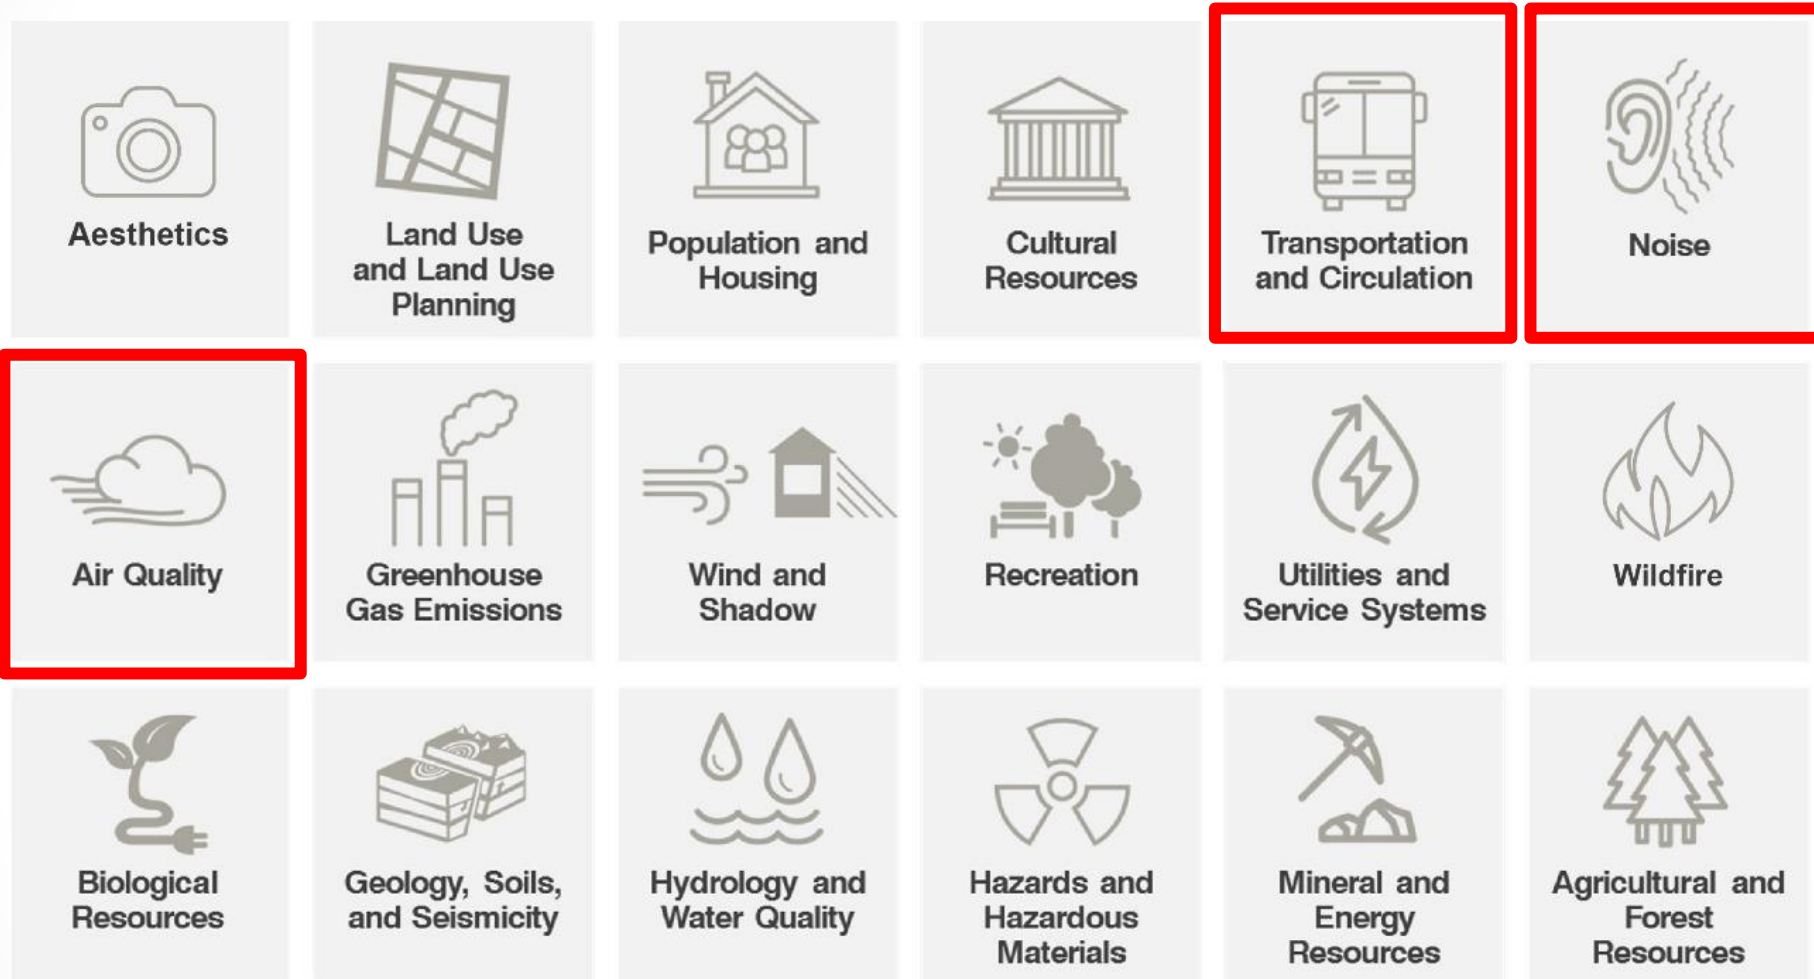 Aesthetics
Land Use
and Land Use
Planning
Population and
Housing
Cultural
Resources
Transportation
and Circulation
Noise
Air Quality
Greenhouse
Gas Emissions
Wind and
Shadow
Recreation
Utilities and
Service Systems
Wildfire
Biological
Resources
Geology, Soils,
and Seismicity
Hydrology and
Water Quality
Hazards and
Hazardous
Materials
Mineral and
Energy
Resources
Agricultural and
Forest
Resources